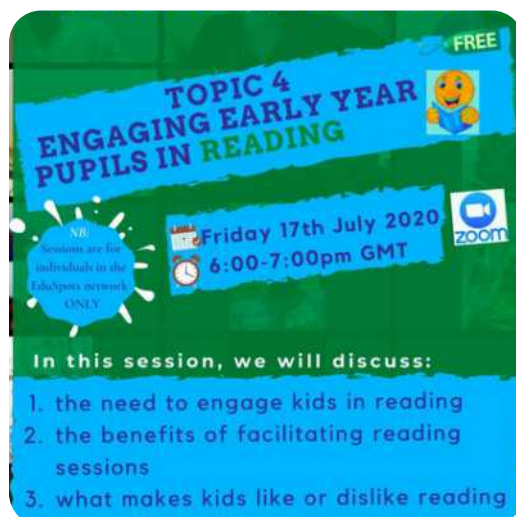 FREE
TOPIC 4
ENGAGING EARLY YEAR
PUPILS IN READING
NB:
Sessions are for
individuals in the
EduSpots network
ONLY
Friday 17th July 2020
6:00-7:00pm GMT
zoom
In this session, we will discuss:
1. the need to engage kids in reading
2. the benefits of facilitating reading
sessions
3. what makes kids like or dislike reading